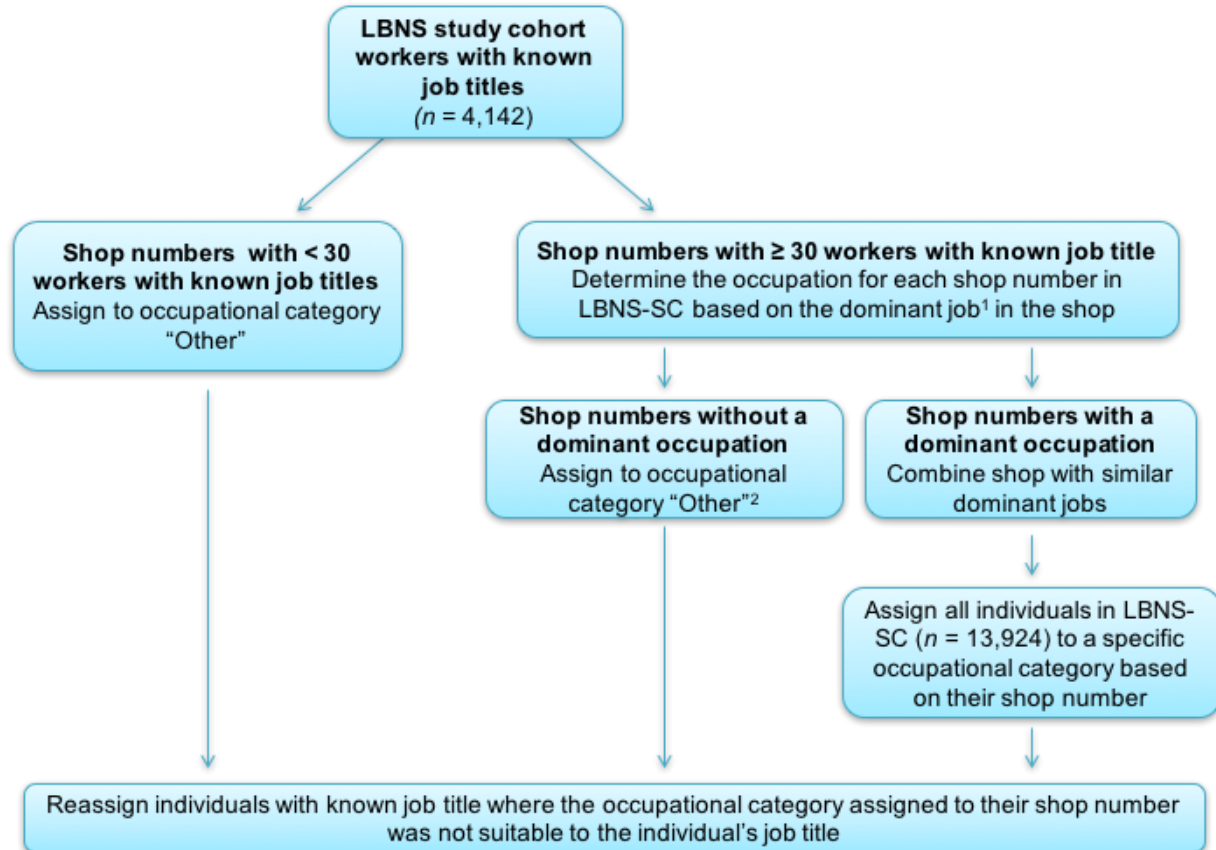 LBNS study cohort
workers with known
job titles
(n = 4,142)
Shop numbers with < 30
workers with known job titles
Assign to occupational category
“Other”
Shop numbers with ≥ 30 workers with known job title
Determine the occupation for each shop number in
LBNS-SC based on the dominant job¹ in the shop
Shop numbers without a
dominant occupation
Assign to occupational
category “Other”²
Shop numbers with a
dominant occupation
Combine shop with similar
dominant jobs
Assign all individuals in LBNS-
SC (n = 13,924) to a specific
occupational category based
on their shop number
Reassign individuals with known job title where the occupational category assigned to their shop number
was not suitable to the individual’s job title